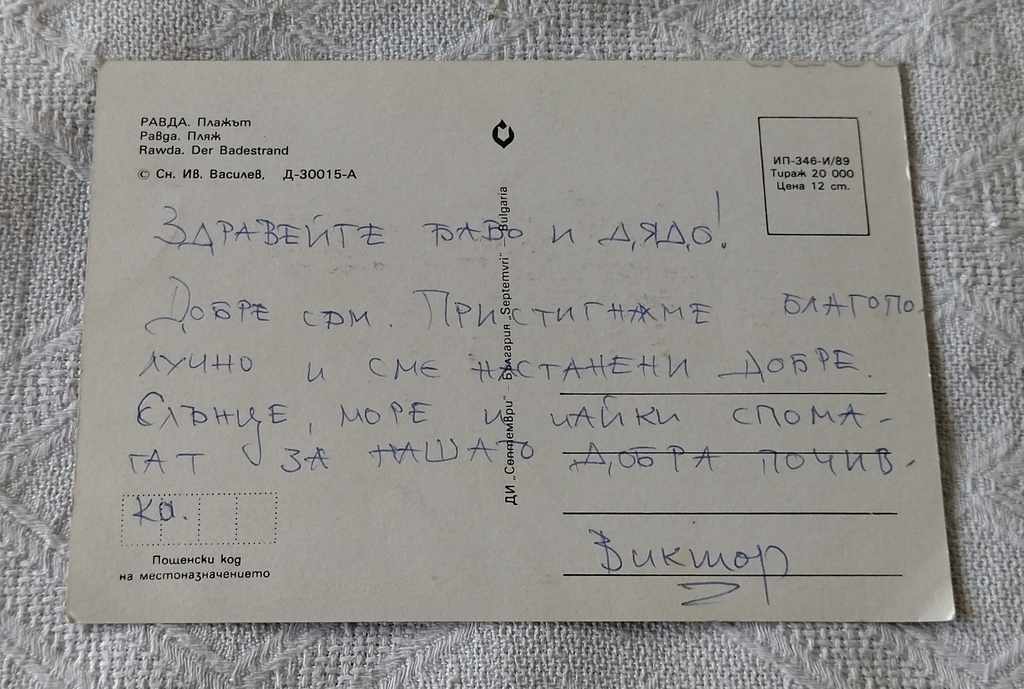 РАВДА. Плажът
Равда. Пляж
Rawda. Der Badestrand
© Сн. Ив. Василев, Д-30015-А
ИП-346-И/89
Тираж 20 000
Цена 12 ст.
ДИ „Септември" България „Septemvri" Bulgaria
ЗДРАВЕЙТЕ БАБО И ДЯДО!
ДОБРЕ СЪМ. ПРИСТИГНАМЕ БЛАГОПО-
ЛУЧНО И СМЕ НАСТАНЕНИ ДОБРЕ.
СЛЪНЦЕ, МОРЕ И ЧАЙКИ СПОМА-
ГАТ ЗА НАШАТО ДОБРА ПОЧИВ-
ка.
Виктор
Пощенски код
на местоназначението